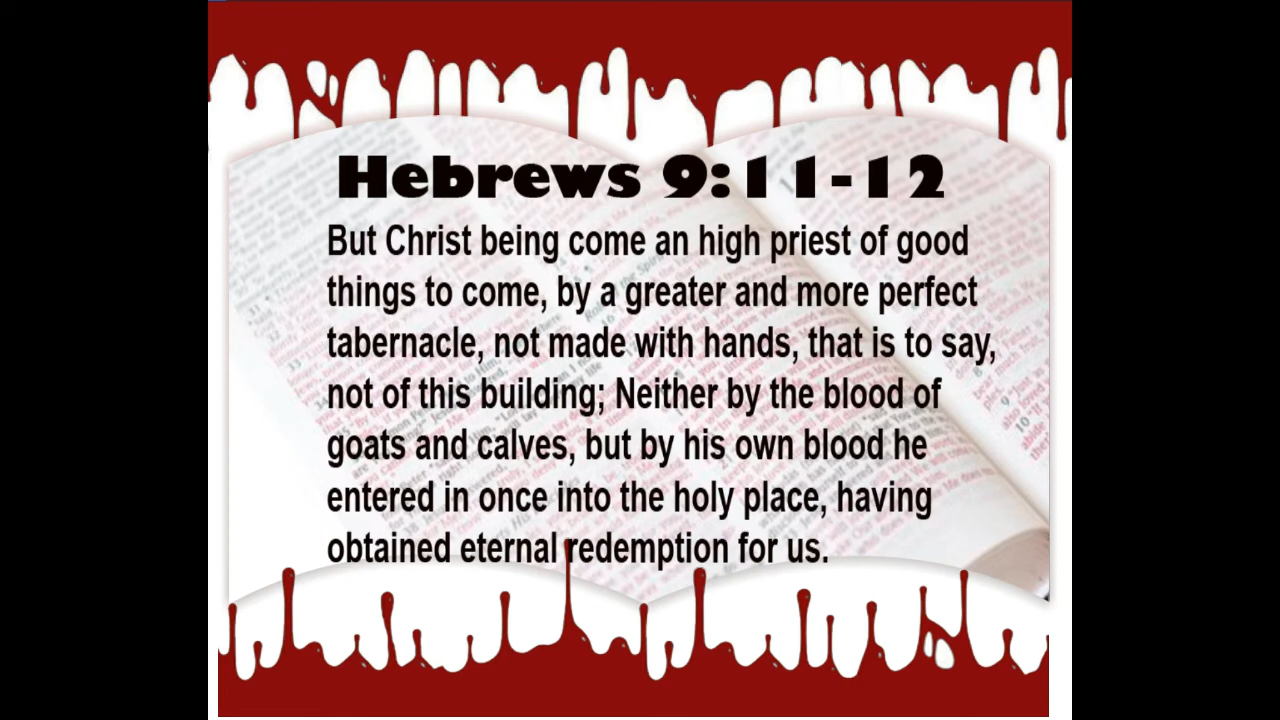 Hebrews 9:11-12
But Christ being come an high priest of good
things to come, by a greater and more perfect
tabernacle, not made with hands, that is to say,
not of this building; Neither by the blood of
goats and calves, but by his own blood he
entered in once into the holy place, having
obtained eternal redemption for us.